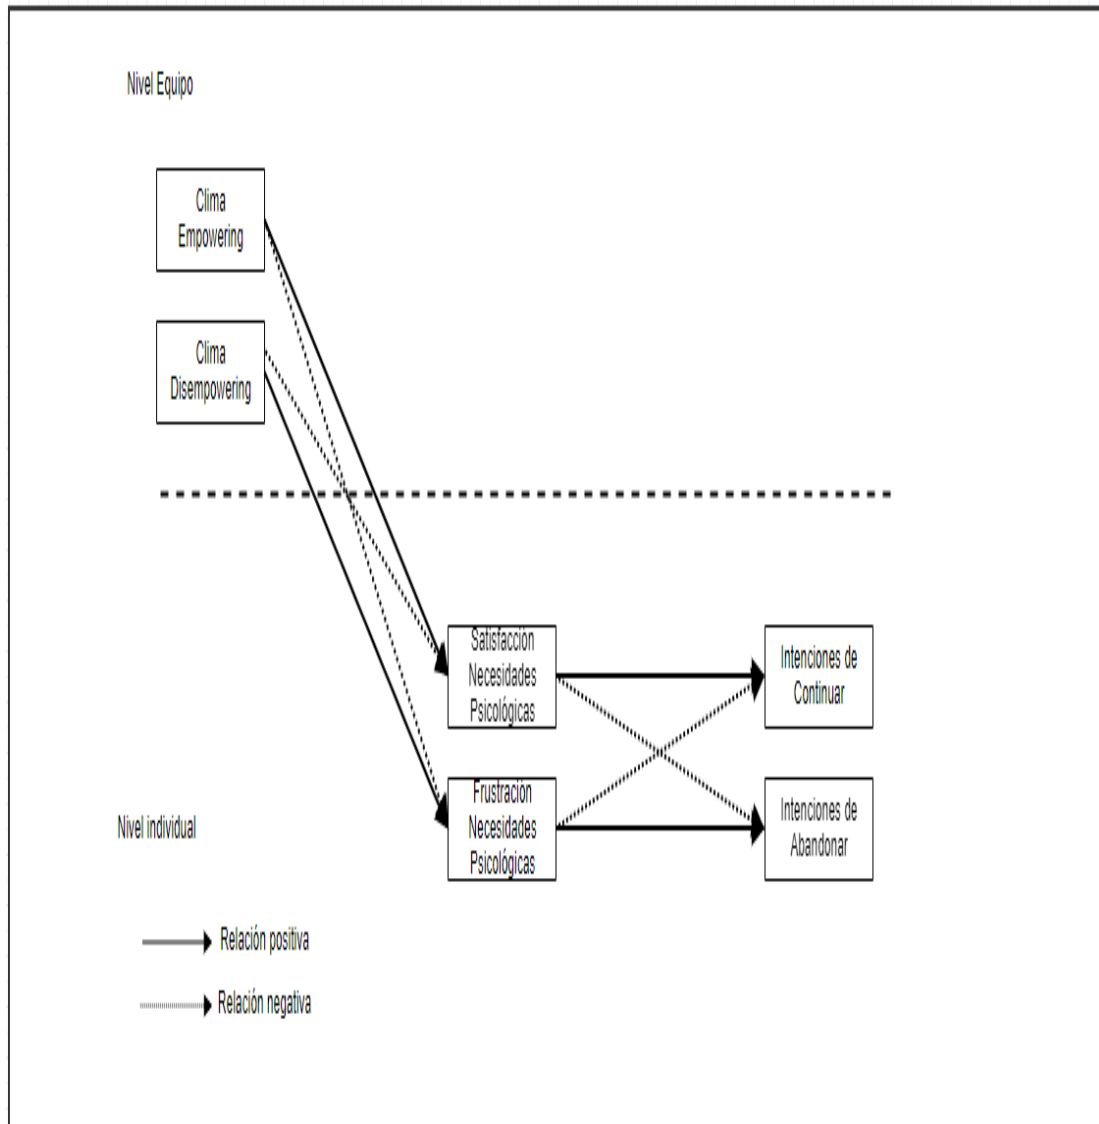 Nivel Equipo
Clima
Empowering
Clima
Disempowering
Satisfacción
Necesidades
Psicológicas
Intenciones de
Continuar
Frustración
Necesidades
Psicológicas
Intenciones de
Abandonar
Nivel individual
Relación positiva
Relación negativa